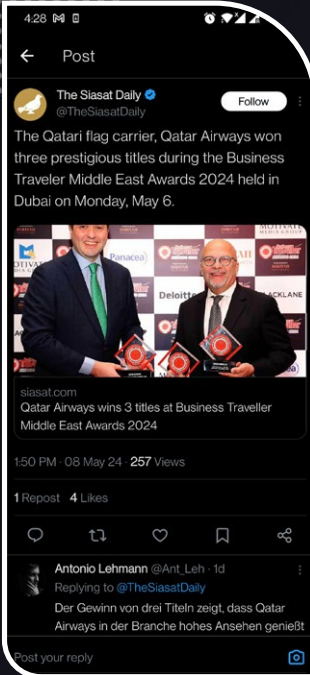 4:28
Post
The Siasat Daily
@TheSiasatDaily
Follow
The Qatari flag carrier, Qatar Airways won
three prestigious titles during the Business
Traveler Middle East Awards 2024 held in
Dubai on Monday, May 6.
MOTIVATE
MEDIA GROUP
Panacea
Deloitte
LACKLANE
siasat.com
Qatar Airways wins 3 titles at Business Traveller
Middle East Awards 2024
1:50 PM · 08 May 24 · 257 Views
1 Repost 4 Likes
Antonio Lehmann @Ant_Leh · 1d
Replying to @TheSiasatDaily
Der Gewinn von drei Titeln zeigt, dass Qatar
Airways in der Branche hohes Ansehen genießt
Post your reply